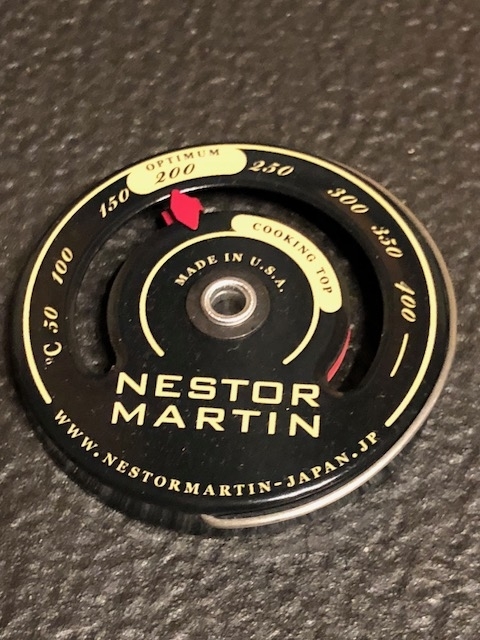 OPTIMUM
°C 50 100 150 200 250 300 350 400
COOKING TOP
MADE IN U.S.A.
NESTOR
MARTIN
WWW.NESTORMARTIN-JAPAN.JP